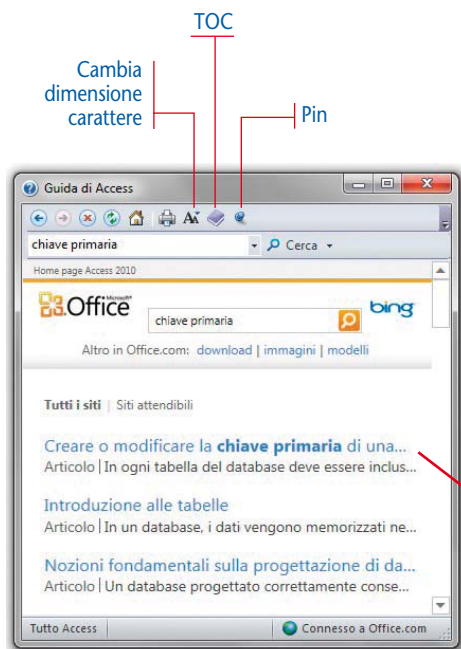 TOC
Cambia
dimensione
carattere
Pin
Guida di Access
chiave primaria
Cerca
Home page Access 2010
Microsoft
Office
chiave primaria
bing
Altro in Office.com: download | immagini | modelli
Tutti i siti | Siti attendibili
Creare o modificare la chiave primaria di una...
Articolo | In ogni tabella del database deve essere inclus...
Introduzione alle tabelle
Articolo | In un database, i dati vengono memorizzati ne...
Nozioni fondamentali sulla progettazione di da...
Articolo | Un database progettato correttamente conse...
Tutto Access
Connesso a Office.com